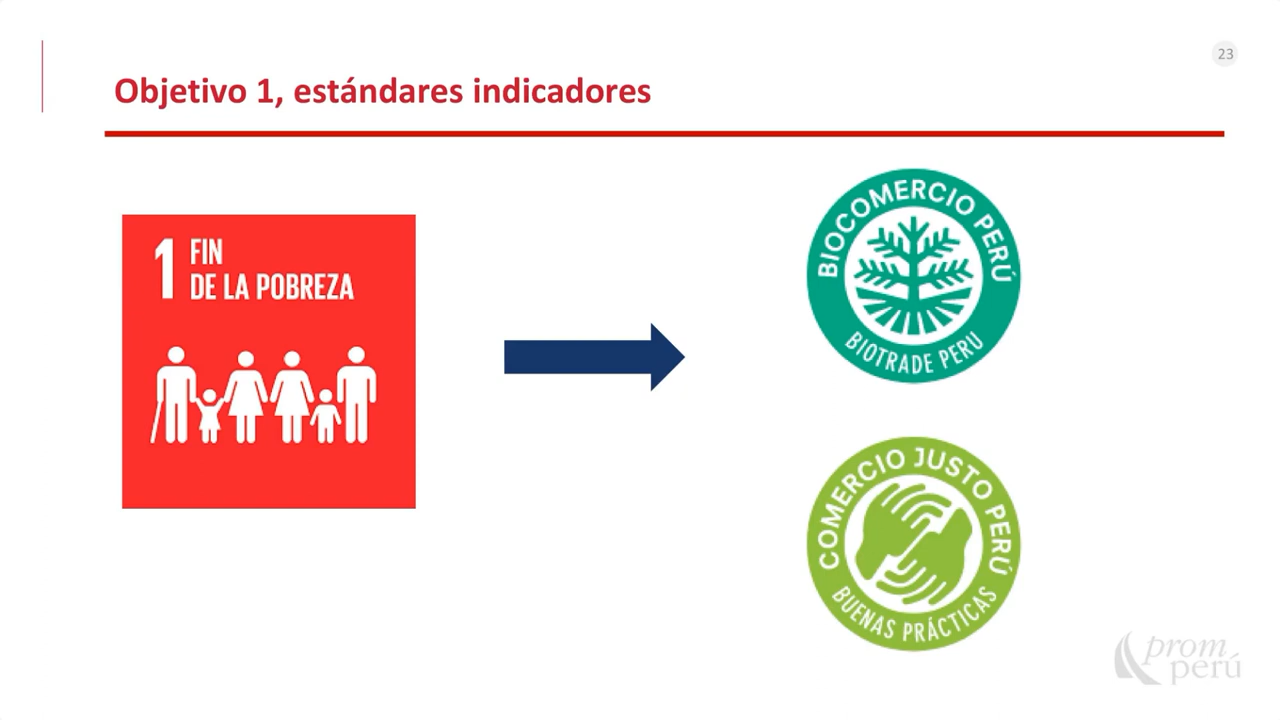 23
Objetivo 1, estándares indicadores
1 FIN
DE LA POBREZA
BIOCOMERCIO PERÚ
BIOTRADE PERU
COMERCIO JUSTO PERÚ
BUENAS PRÁCTICAS
prom
perú